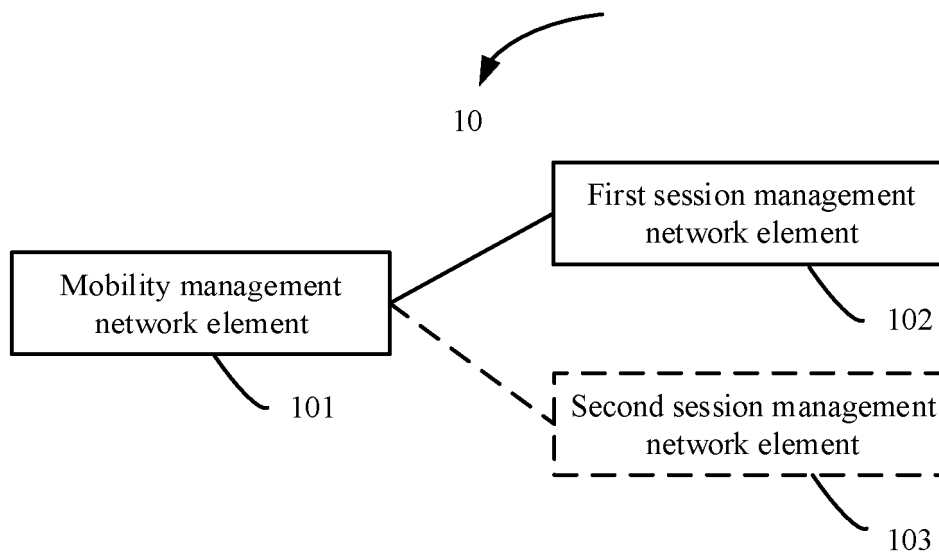 10
First session management
network element
102
Mobility management
network element
101
Second session management
network element
103